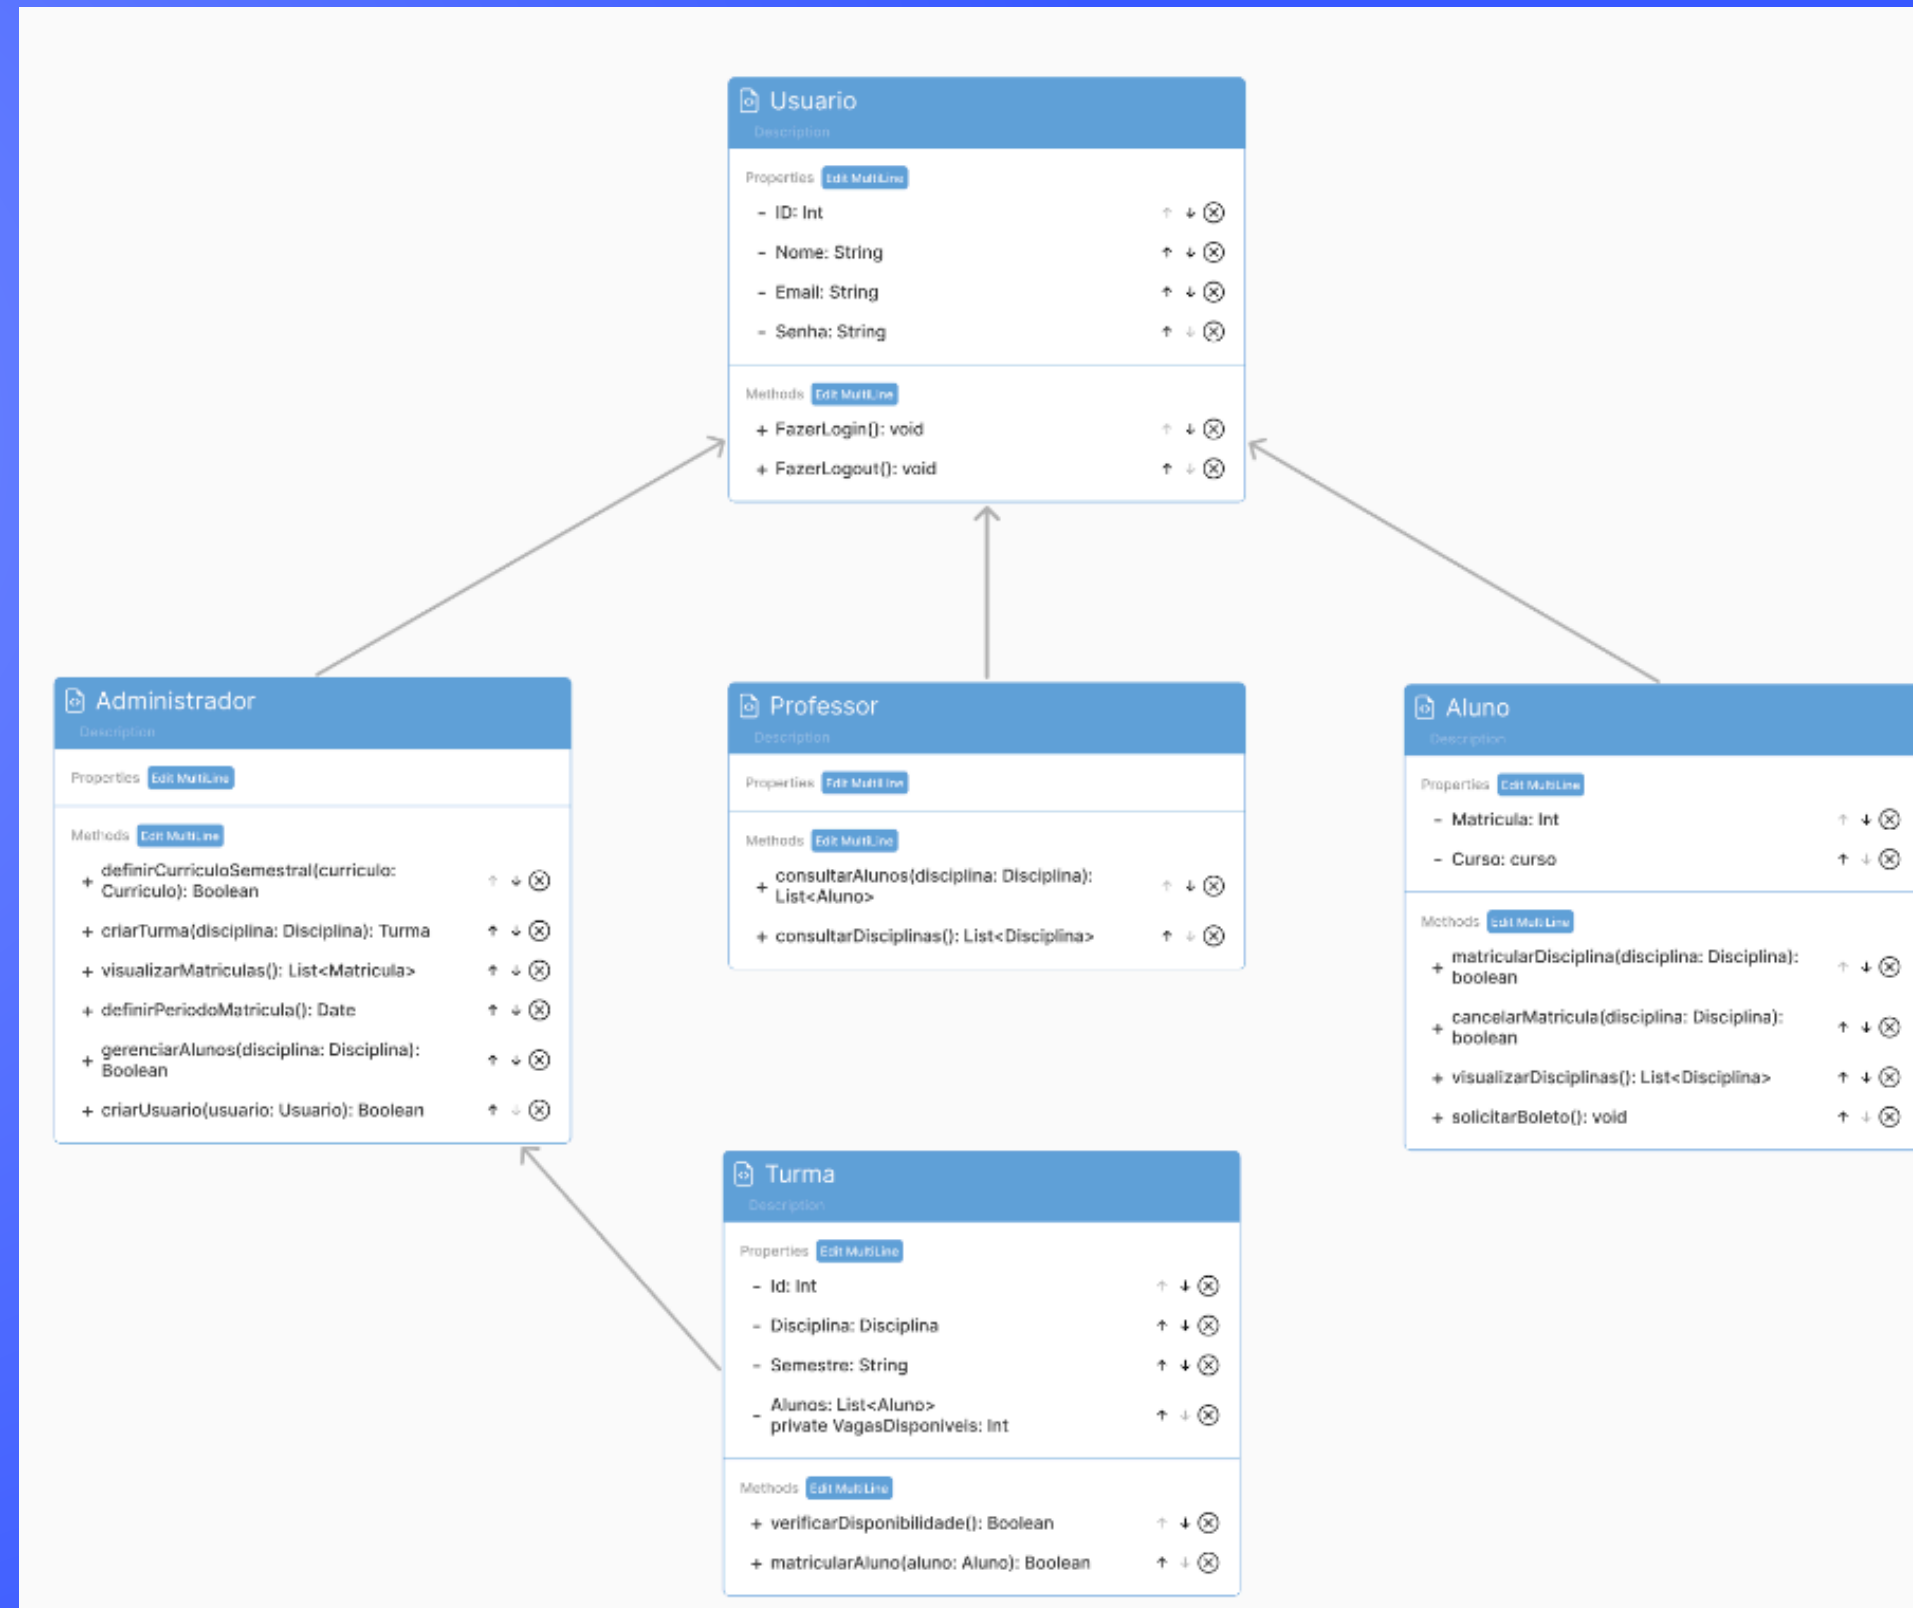 Usuario
Description
Properties Edit MultiLine
- ID: Int
- Nome: String
- Email: String
- Senha: String
Methods Edit MultiLine
+ FazerLogin(): void
+ FazerLogout(): void
Administrador
Description
Properties Edit MultiLine
Methods Edit MultiLine
+ definirCurriculoSemestral(curriculo:
Curriculo): Boolean
+ criarTurma(disciplina: Disciplina): Turma
+ visualizarMatriculas(): List<Matricula>
+ definirPeriodoMatricula(): Date
+ gerenciarAlunos(disciplina: Disciplina):
Boolean
+ criarUsuario(usuario: Usuario): Boolean
Professor
Description
Properties Edit MultiLine
Methods Edit MultiLine
+ consultarAlunos(disciplina: Disciplina):
List<Aluno>
+ consultarDisciplinas(): List<Disciplina>
Aluno
Description
Properties Edit MultiLine
- Matricula: Int
- Curso: curso
Methods Edit MultiLine
+ matricularDisciplina(disciplina: Disciplina):
boolean
+ cancelarMatricula(disciplina: Disciplina):
boolean
+ visualizarDisciplinas(): List<Disciplina>
+ solicitarBoleto(): void
Turma
Description
Properties Edit MultiLine
- Id: Int
- Disciplina: Disciplina
- Semestre: String
- Alunos: List<Aluno>
private VagasDisponiveis: Int
Methods Edit MultiLine
+ verificarDisponibilidade(): Boolean
+ matricularAluno(aluno: Aluno): Boolean